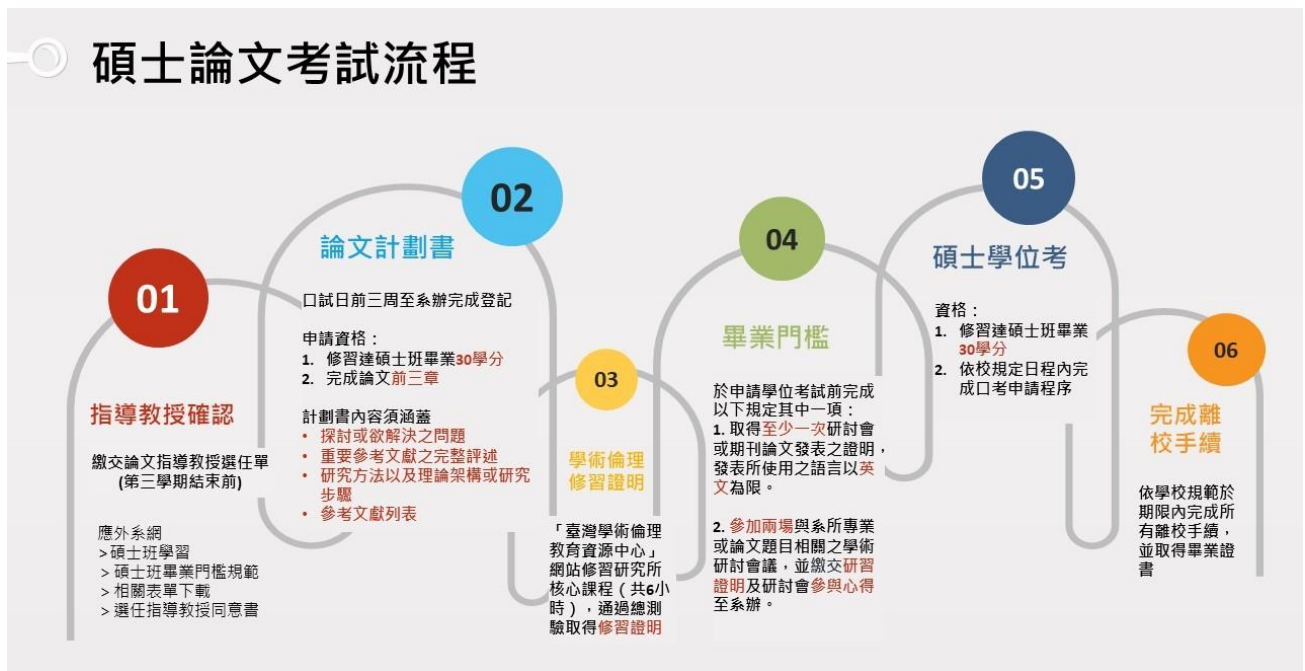 碩士論文考試流程
01
指導教授確認
繳交論文指導教授選任單
(第三學期結束前)
應外系網
>碩士班學習
> 碩士班畢業門檻規範
> 相關表單下載
> 選任指導教授同意書
02
論文計劃書
口試日前三周至系辦完成登記
申請資格：
1. 修習達碩士班畢業30學分
2. 完成論文前三章
計劃書內容須涵蓋
• 探討或欲解決之問題
• 重要參考文獻之完整評述
• 研究方法以及理論架構或研究
步驟
• 參考文獻列表
03
學術倫理
修習證明
「臺灣學術倫理
教育資源中心」
網站修習研究所
核心課程（共6小
時），通過總測
驗取得修習證明
04
畢業門檻
於申請學位考試前完成
以下規定其中一項：
1. 取得至少一次研討會
或期刊論文發表之證明，
發表所使用之語言以英
文為限。
2. 參加兩場與系所專業
或論文題目相關之學術
研討會議，並繳交研習
證明及研討會參與心得
至系辦。
05
碩士學位考
資格：
1. 修習達碩士班畢業
30學分
2. 依校規定日程內完
成口考申請程序
06
完成離
校手續
依學校規範於
期限內完成所
有離校手續，
並取得畢業證
書